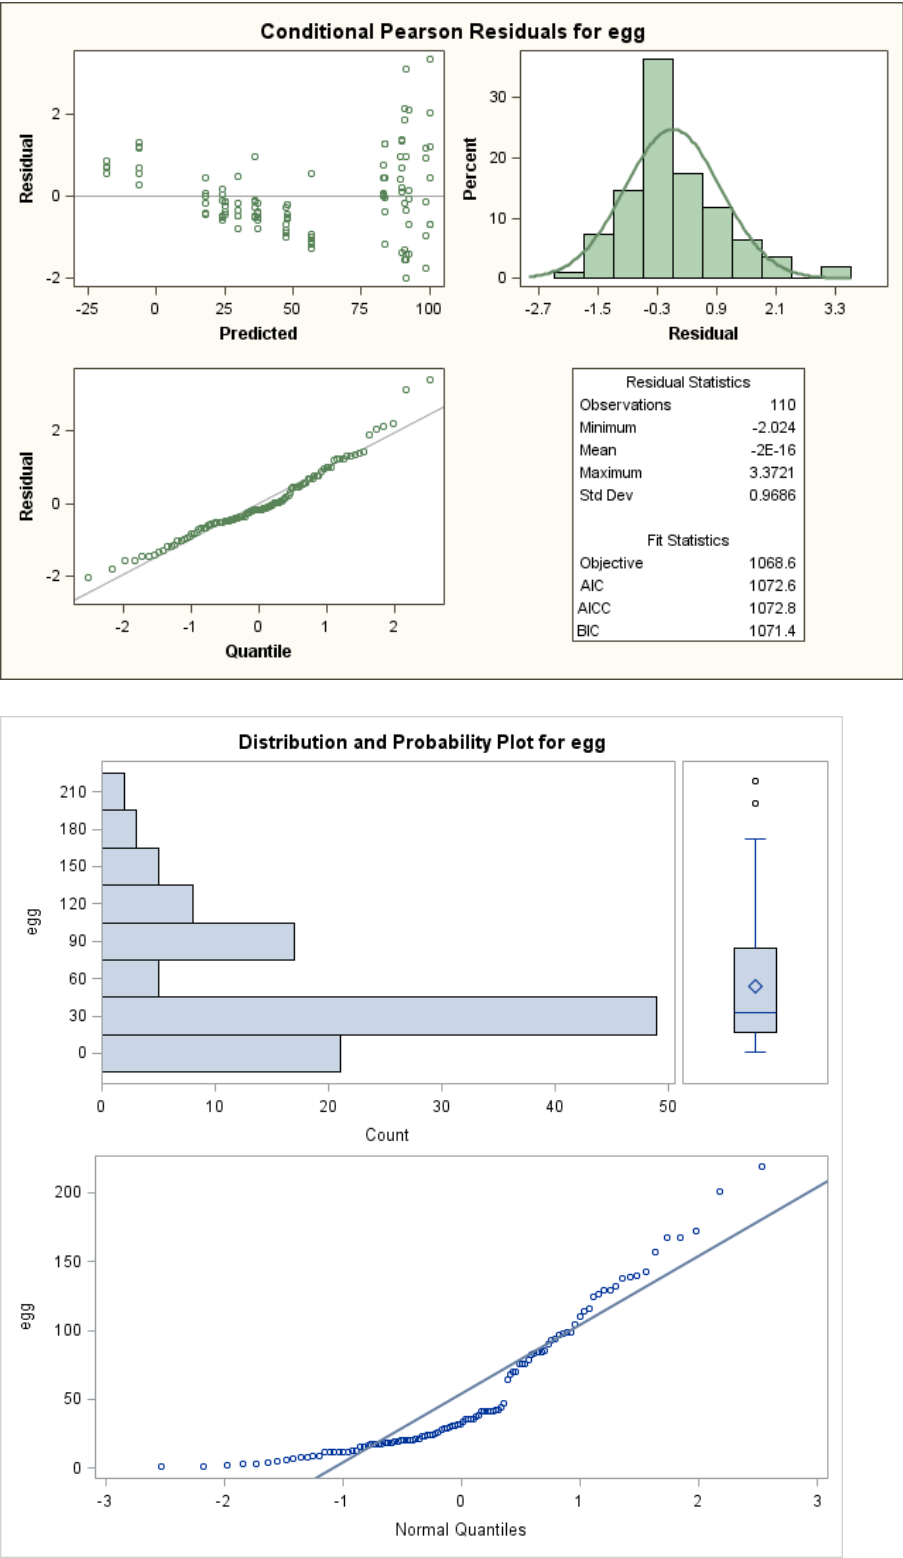 Conditional Pearson Residuals for egg
Residual
2
0
-2
-25 0 25 50 75 100
Predicted
Percent
30
20
10
0
-2.7 -1.5 -0.3 0.9 2.1 3.3
Residual
Residual
2
0
-2
-2 -1 0 1 2
Quantile
Residual Statistics
Observations 110
Minimum -2.024
Mean -2E-16
Maximum 3.3721
Std Dev 0.9686
Fit Statistics
Objective 1068.6
AIC 1072.6
AICC 1072.8
BIC 1071.4
Distribution and Probability Plot for egg
egg
210
180
150
120
90
60
30
0
0 10 20 30 40 50
Count
egg
200
150
100
50
0
-3 -2 -1 0 1 2 3
Normal Quantiles